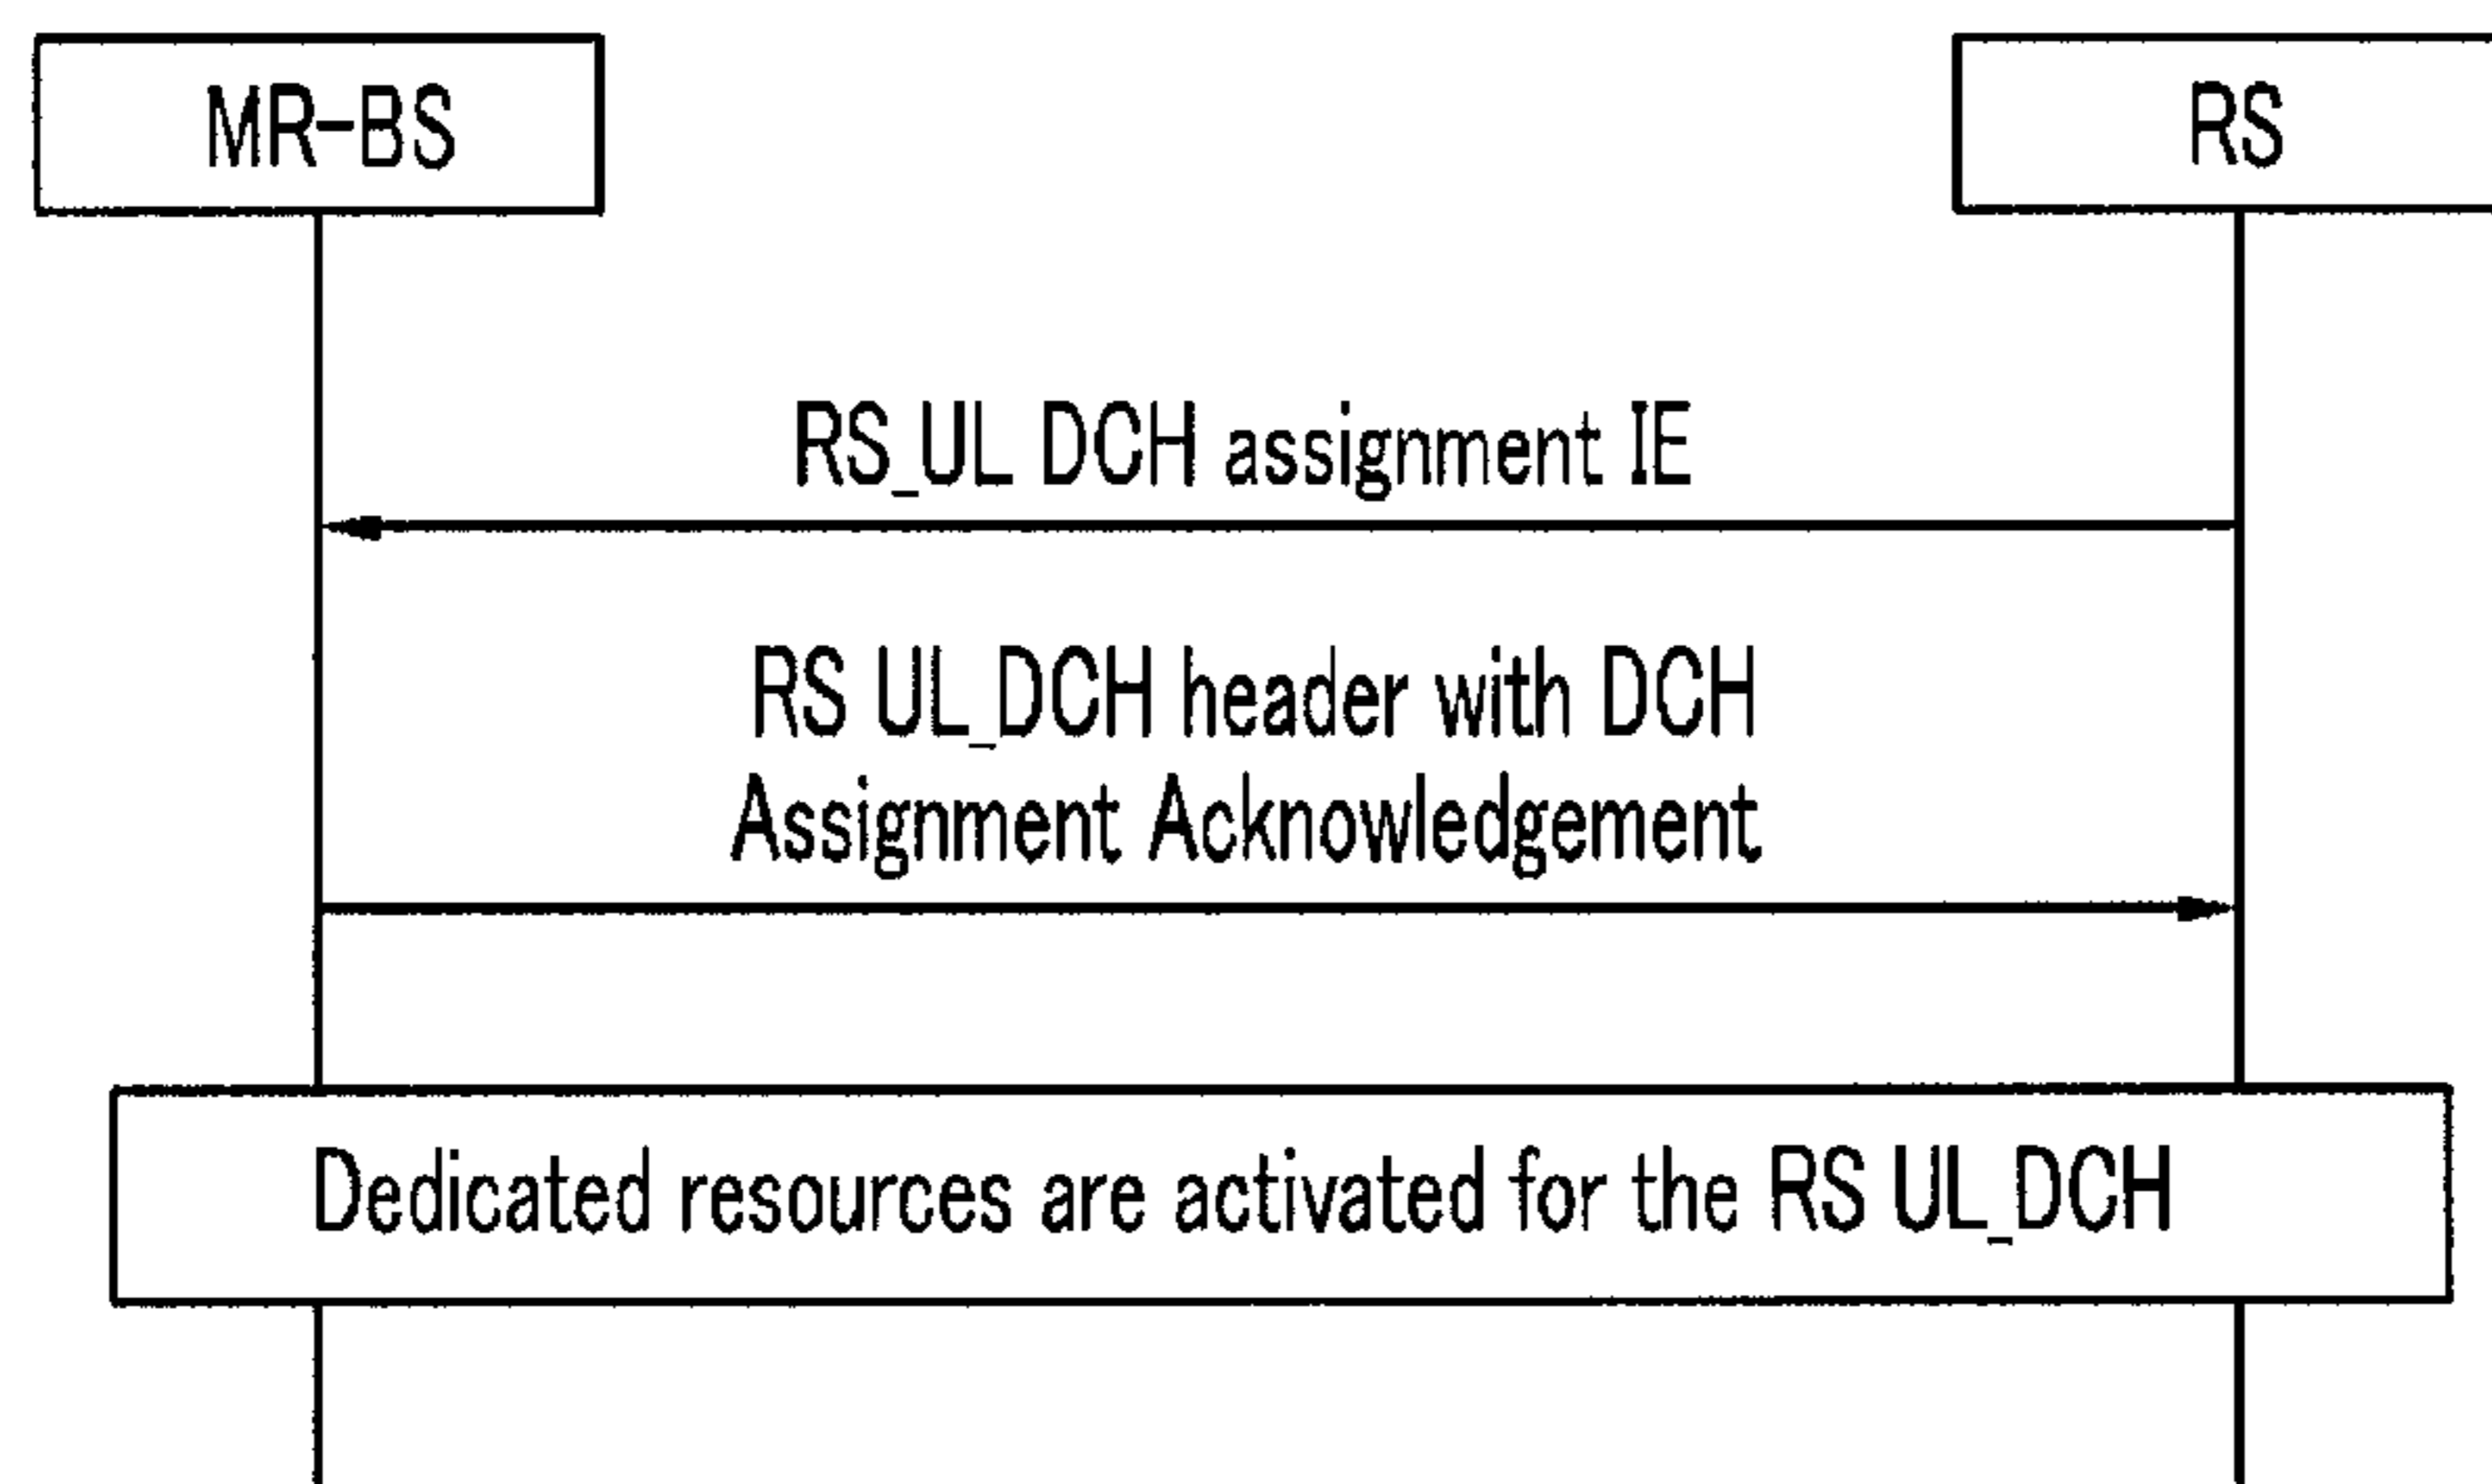 MR-BS
RS
RS_UL DCH assignment IE
RS UL_DCH header with DCH
Assignment Acknowledgement
Dedicated resources are activated for the RS UL_DCH